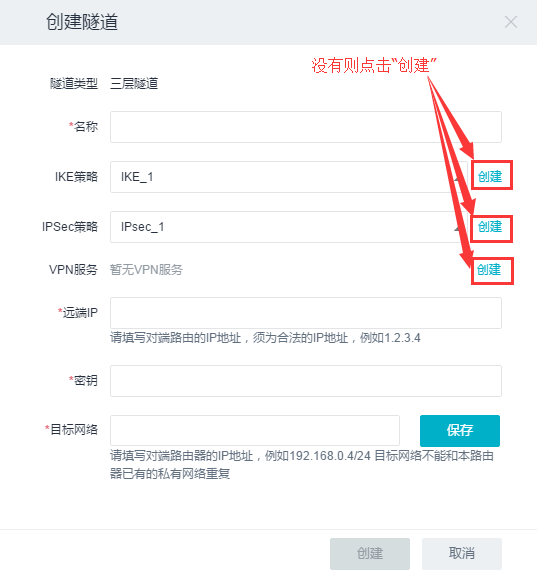 创建隧道
没有则点击“创建”
隧道类型 三层隧道
*名称
IKE策略 IKE_1 创建
IPSec策略 IPsec_1 创建
VPN服务 暂无VPN服务 创建
*远端IP
请填写对端路由的IP地址，须为合法的IP地址，例如1.2.3.4
*密钥
*目标网络 保存
请填写对端路由器的IP地址，例如192.168.0.4/24 目标网络不能和本路由
器已有的私有网络重复
创建 取消